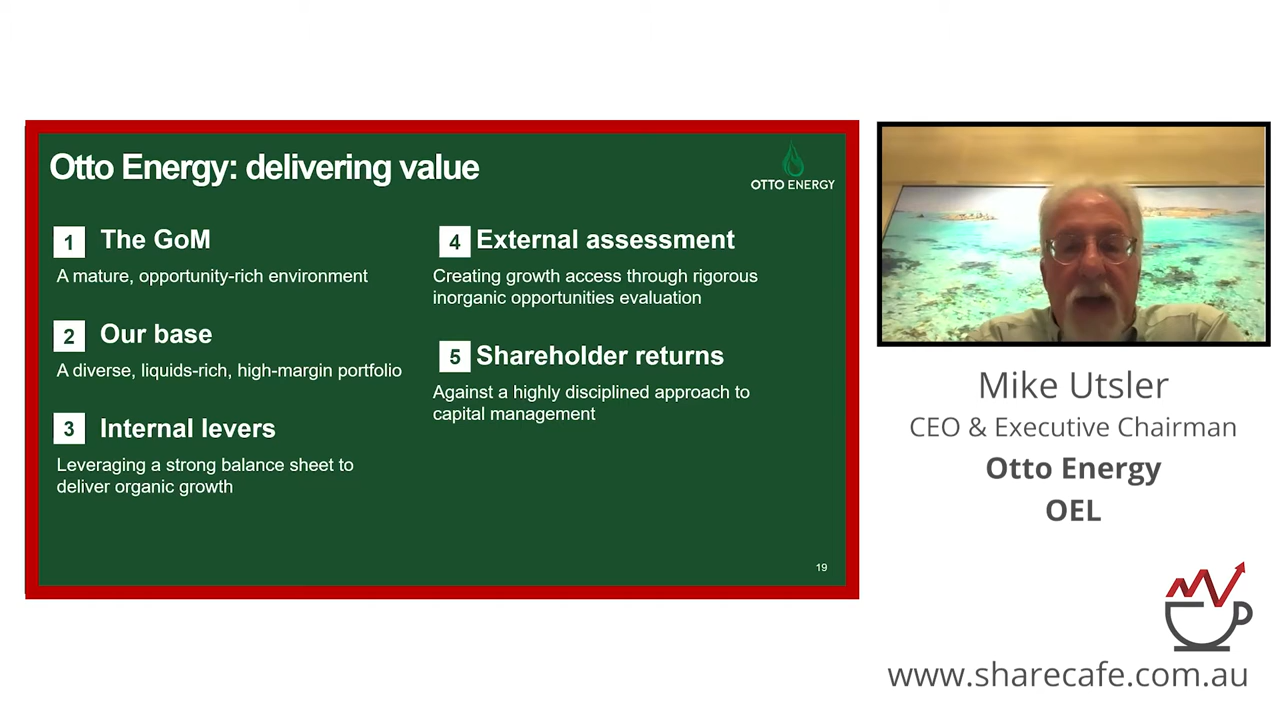 Otto Energy: delivering value
OTTO ENERGY
1 The GoM
A mature, opportunity-rich environment
2 Our base
A diverse, liquids-rich, high-margin portfolio
3 Internal levers
Leveraging a strong balance sheet to
deliver organic growth
4 External assessment
Creating growth access through rigorous
inorganic opportunities evaluation
5 Shareholder returns
Against a highly disciplined approach to
capital management
19
Mike Utsler
CEO & Executive Chairman
Otto Energy
OEL
www.sharecafe.com.au